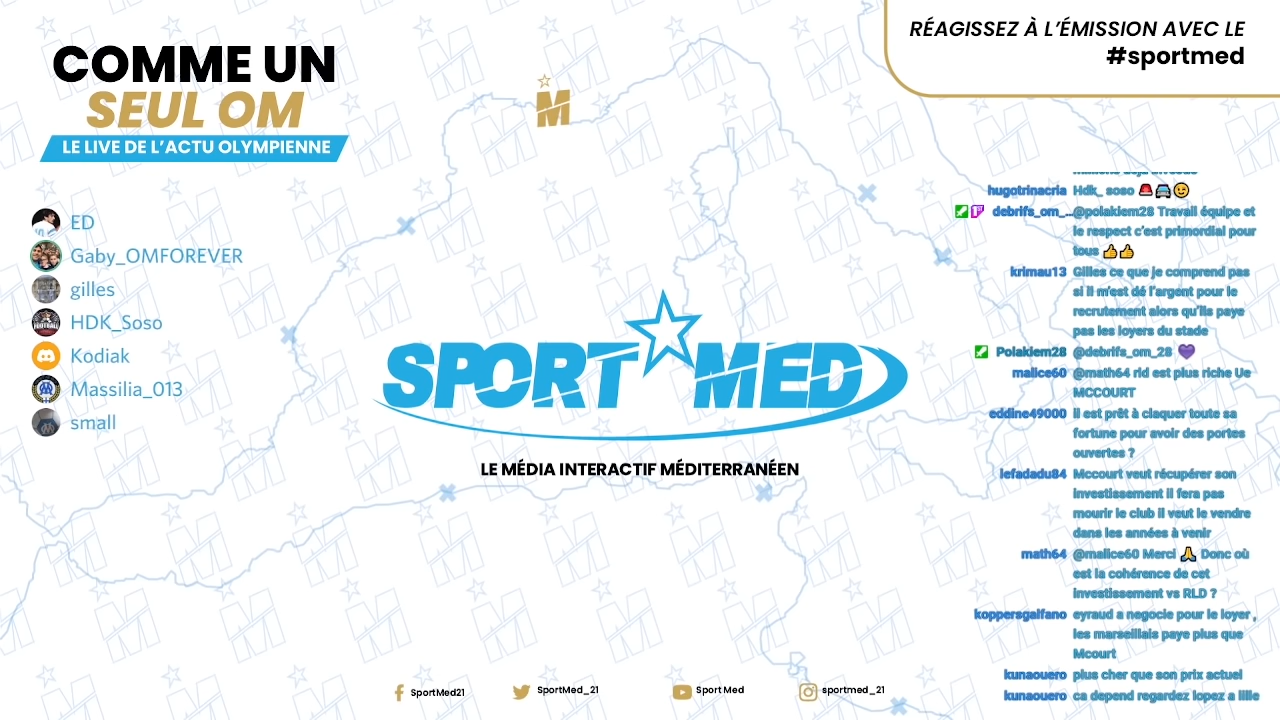 COMME UN
SEUL OM
LE LIVE DE L'ACTU OLYMPIENNE
RÉAGISSEZ À L'ÉMISSION AVEC LE
#sportmed
M
ED
Gaby_OMFOREVER
gilles
HDK_Soso
Kodiak
Massilia_013
small
SPORT MED
LE MÉDIA INTERACTIF MÉDITERRANÉEN
hugotrinacria Hdk_ soso 🚨🚘😉
debrifs_om_... @polakiem28 Travail équipe et
le respect c'est primordial pour
tous 👍👍
krimau13 Gilles ce que je comprend pas
si il m'est dé l'argent pour le
recrutement alors qu'ils paye
pas les loyers du stade
Polakiem28 @debrifs_om_28 💜
malice60 @math64 rld est plus riche Ue
MCCOURT
eddine49000 il est prêt à claquer toute sa
fortune pour avoir des portes
ouvertes ?
lefadadu84 Mccourt veut récupérer son
investissement il fera pas
mourir le club il veut le vendre
dans les années à venir
math64 @malice60 Merci 🙏 Donc où
est la cohérence de cet
investissement vs RLD ?
koppersgalfano eyraud a negocie pour le loyer ,
les marseillais paye plus que
Mcourt
kunaouero plus cher que son prix actuel
kunaouero ca depend regardez lopez a lille
SportMed21
SportMed_21
Sport Med
sportmed_21